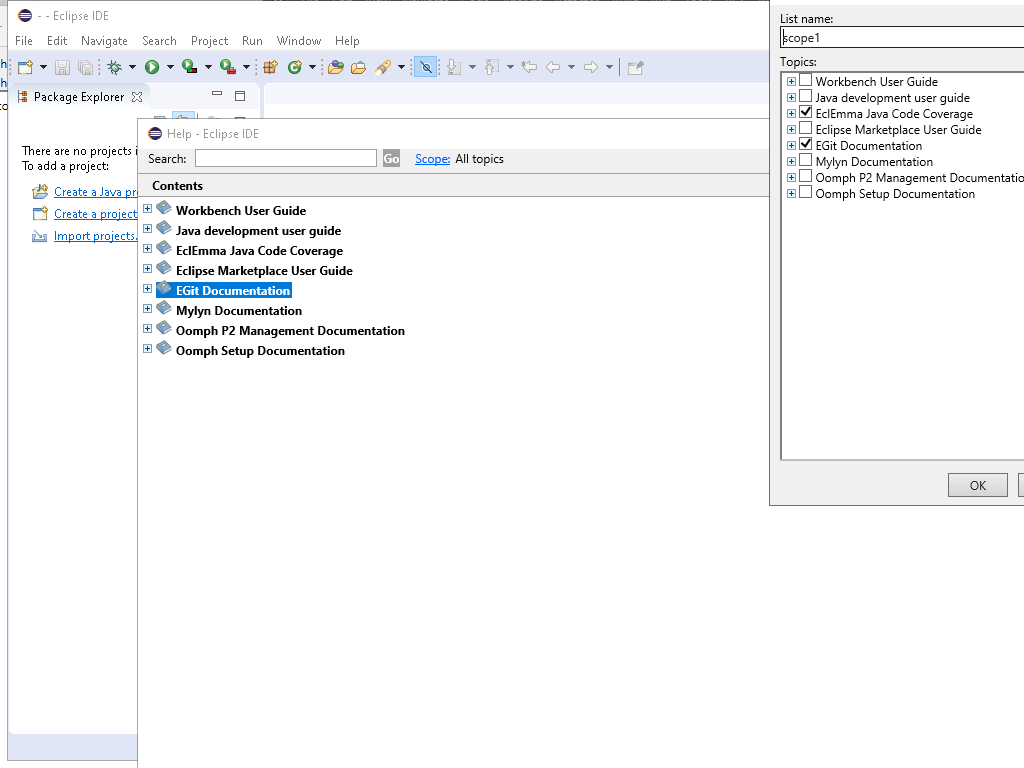 - - Eclipse IDE
File Edit Navigate Search Project Run Window Help
Package Explorer
There are no projects i
To add a project:
Create a Java pr
Create a project
Import projects.
Help - Eclipse IDE
Search: Go Scope: All topics
Contents
Workbench User Guide
Java development user guide
EclEmma Java Code Coverage
Eclipse Marketplace User Guide
EGit Documentation
Mylyn Documentation
Oomph P2 Management Documentation
Oomph Setup Documentation
List name:
scope1
Topics:
Workbench User Guide
Java development user guide
EclEmma Java Code Coverage
Eclipse Marketplace User Guide
EGit Documentation
Mylyn Documentation
Oomph P2 Management Documentatio
Oomph Setup Documentation
OK